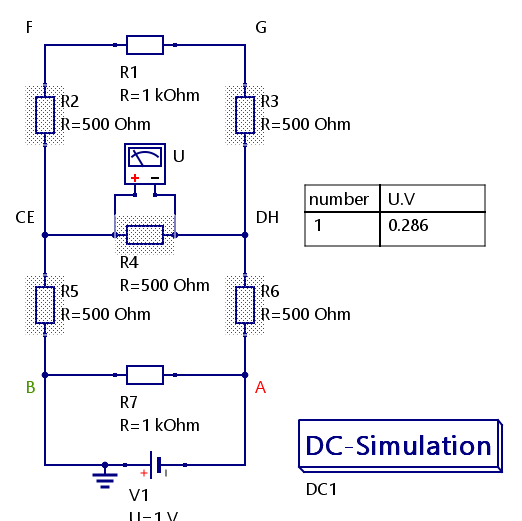 F
G
R1
R=1 kOhm
R2
R=500 Ohm
R3
R=500 Ohm
U
+ -
CE
DH
R4
R=500 Ohm
number U.V
1 0.286
R5
R=500 Ohm
R6
R=500 Ohm
B
A
R7
R=1 kOhm
+
V1
U=1 V
DC-Simulation
DC1